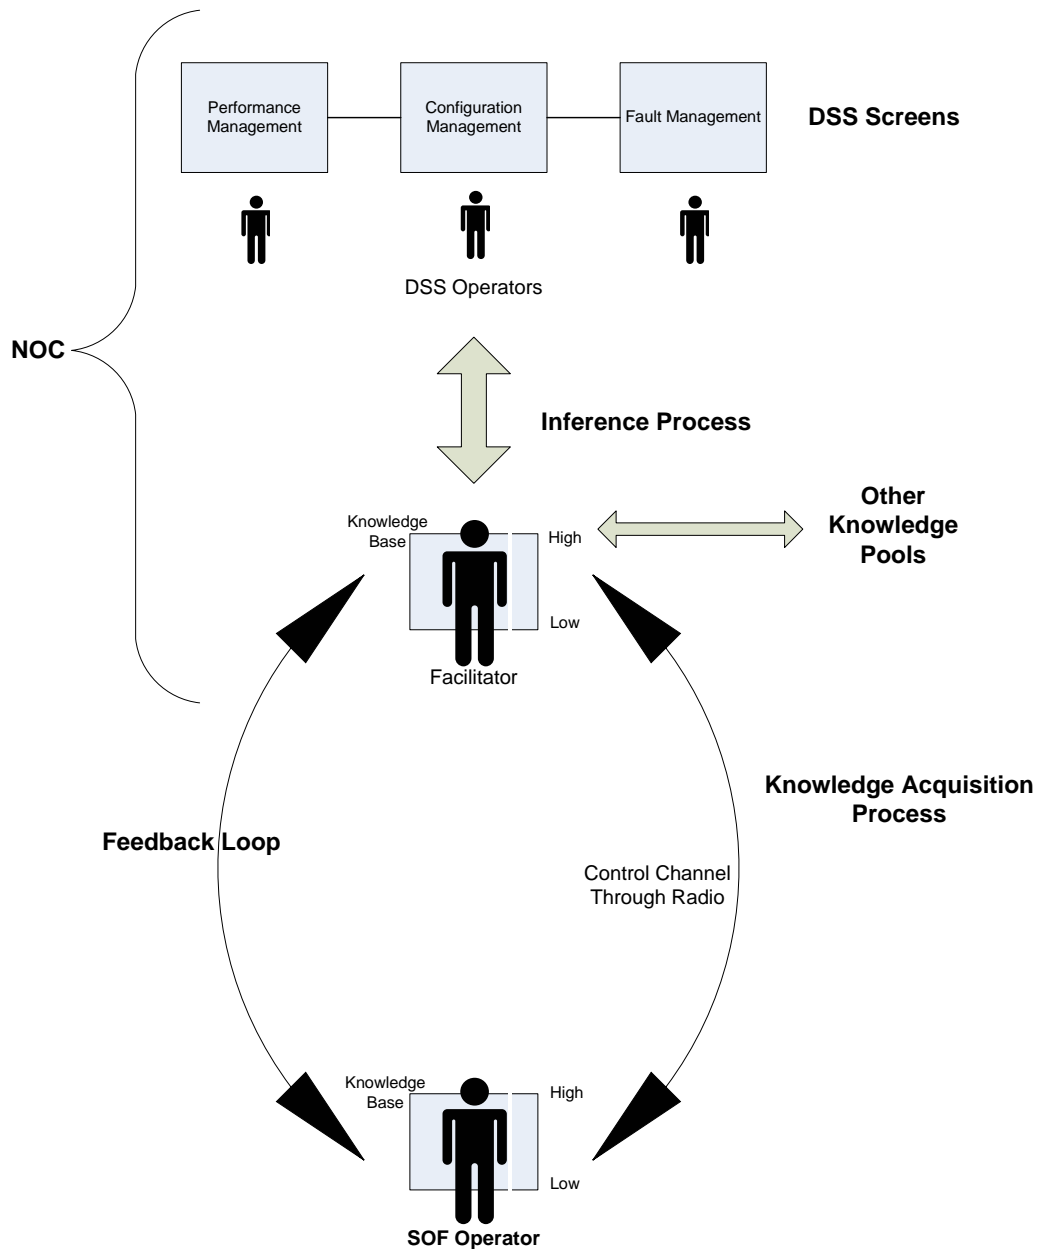 Performance
Management
Configuration
Management
Fault Management
DSS Screens
DSS Operators
NOC
Inference Process
Other
Knowledge
Pools
Knowledge
Base
High
Low
Facilitator
Knowledge Acquisition
Process
Feedback Loop
Control Channel
Through Radio
Knowledge
Base
High
Low
SOF Operator